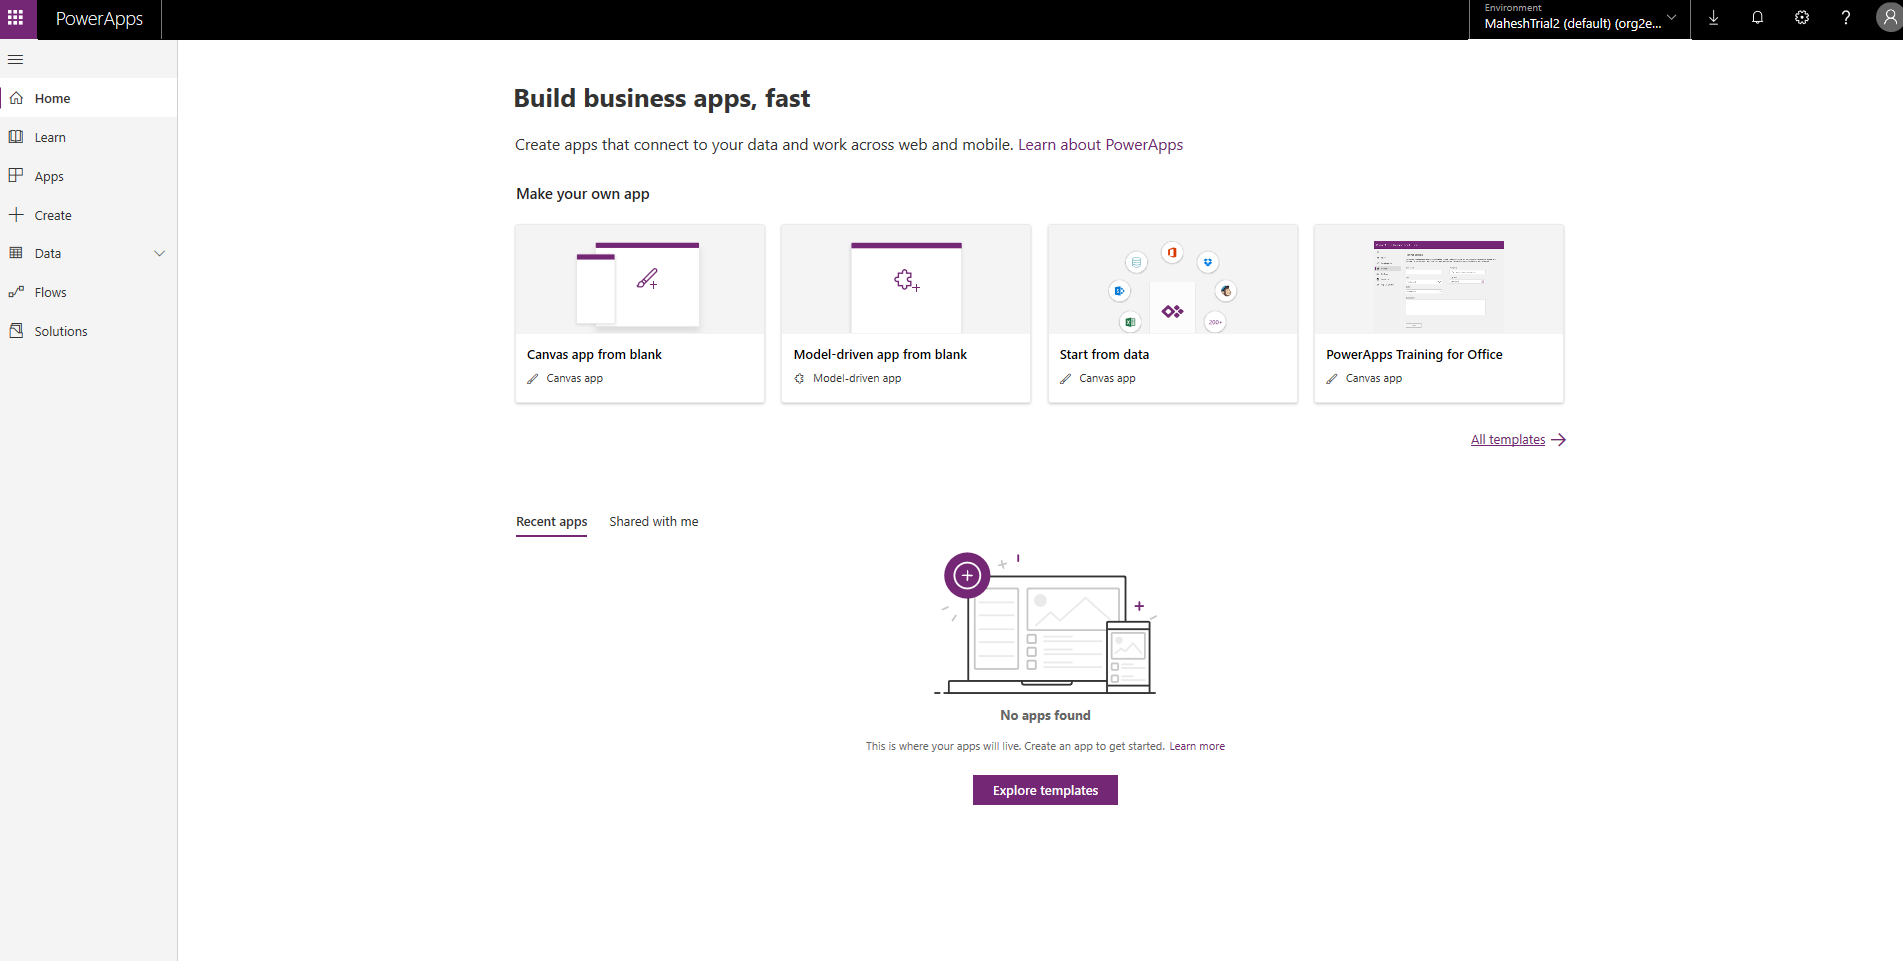 PowerApps
Environment
MaheshTrial2 (default) (org2e...
?
Home
Learn
Apps
Create
Data
Flows
Solutions
Build business apps, fast
Create apps that connect to your data and work across web and mobile. Learn about PowerApps
Make your own app
200+
Canvas app from blank
Canvas app
Model-driven app from blank
Model-driven app
Start from data
Canvas app
PowerApps Training for Office
Canvas app
All templates
Recent apps
Shared with me
No apps found
This is where your apps will live. Create an app to get started. Learn more
Explore templates